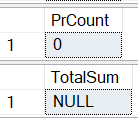 PrCount
1 0
TotalSum
1 NULL